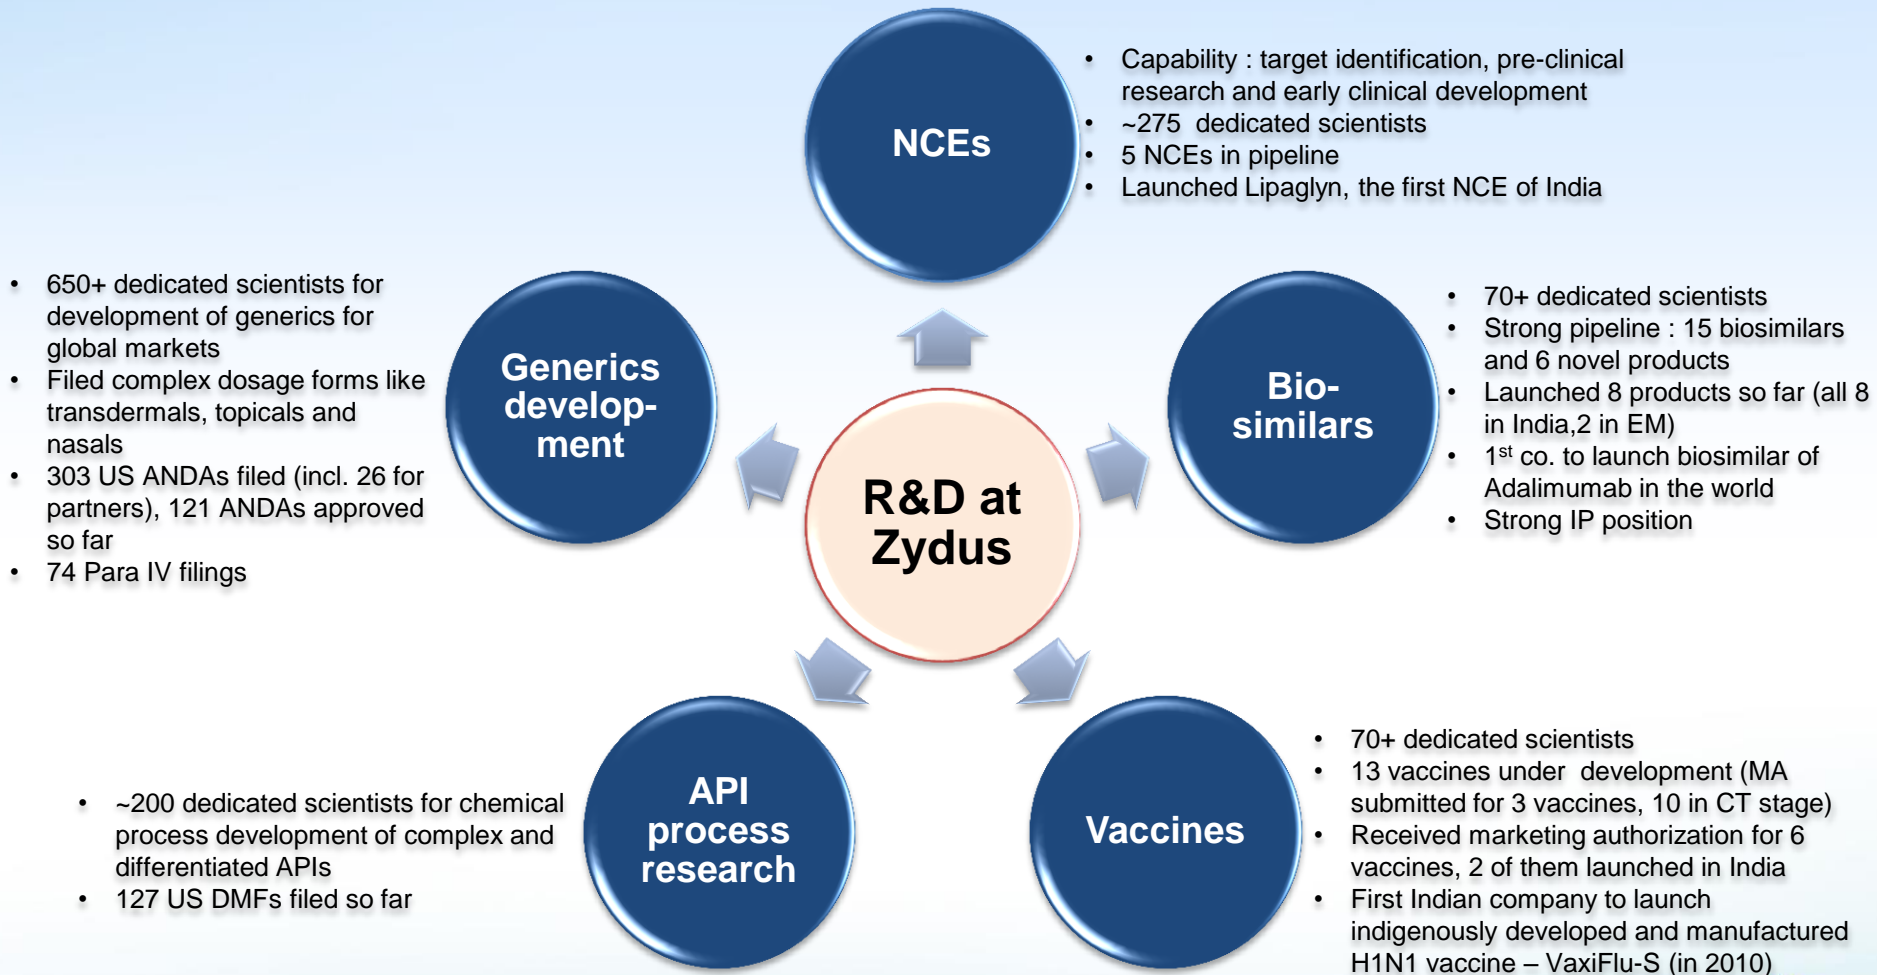 NCEs
• Capability : target identification, pre-clinical
research and early clinical development
• ~275 dedicated scientists
• 5 NCEs in pipeline
• Launched Lipaglyn, the first NCE of India
• 650+ dedicated scientists for
development of generics for
global markets
• Filed complex dosage forms like
transdermals, topicals and
nasals
• 303 US ANDAs filed (incl. 26 for
partners), 121 ANDAs approved
so far
• 74 Para IV filings
Generics
develop-
ment
R&D at
Zydus
Bio-
similars
• 70+ dedicated scientists
• Strong pipeline : 15 biosimilars
and 6 novel products
• Launched 8 products so far (all 8
in India,2 in EM)
• 1st co. to launch biosimilar of
Adalimumab in the world
• Strong IP position
• ~200 dedicated scientists for chemical
process development of complex and
differentiated APIs
• 127 US DMFs filed so far
API
process
research
Vaccines
• 70+ dedicated scientists
• 13 vaccines under development (MA
submitted for 3 vaccines, 10 in CT stage)
• Received marketing authorization for 6
vaccines, 2 of them launched in India
• First Indian company to launch
indigenously developed and manufactured
H1N1 vaccine – VaxiFlu-S (in 2010)